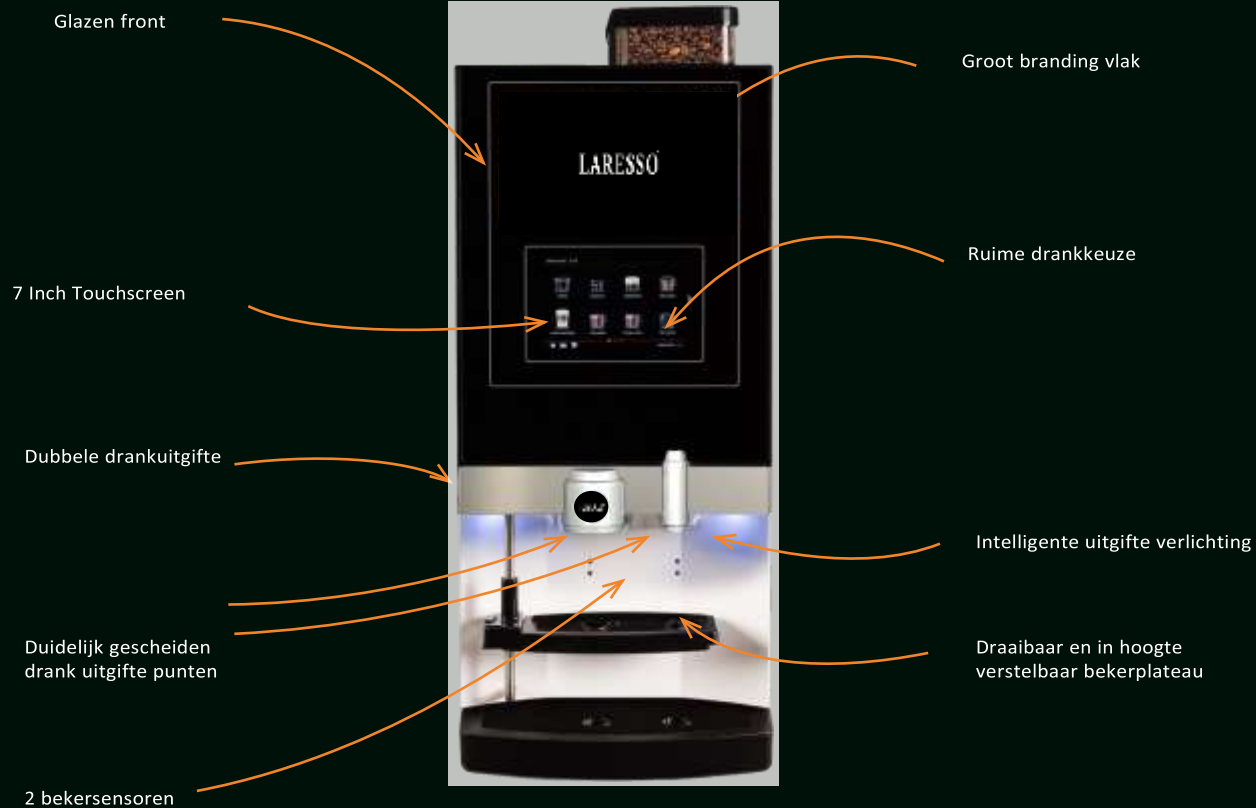 Glazen front
Groot branding vlak
LARESSO
Ruime drankkeuze
7 Inch Touchscreen
Dubbele drankuitgifte
Intelligente uitgifte verlichting
Duidelijk gescheiden
drank uitgifte punten
Draaibaar en in hoogte
verstelbaar bekerplateau
2 bekersensoren